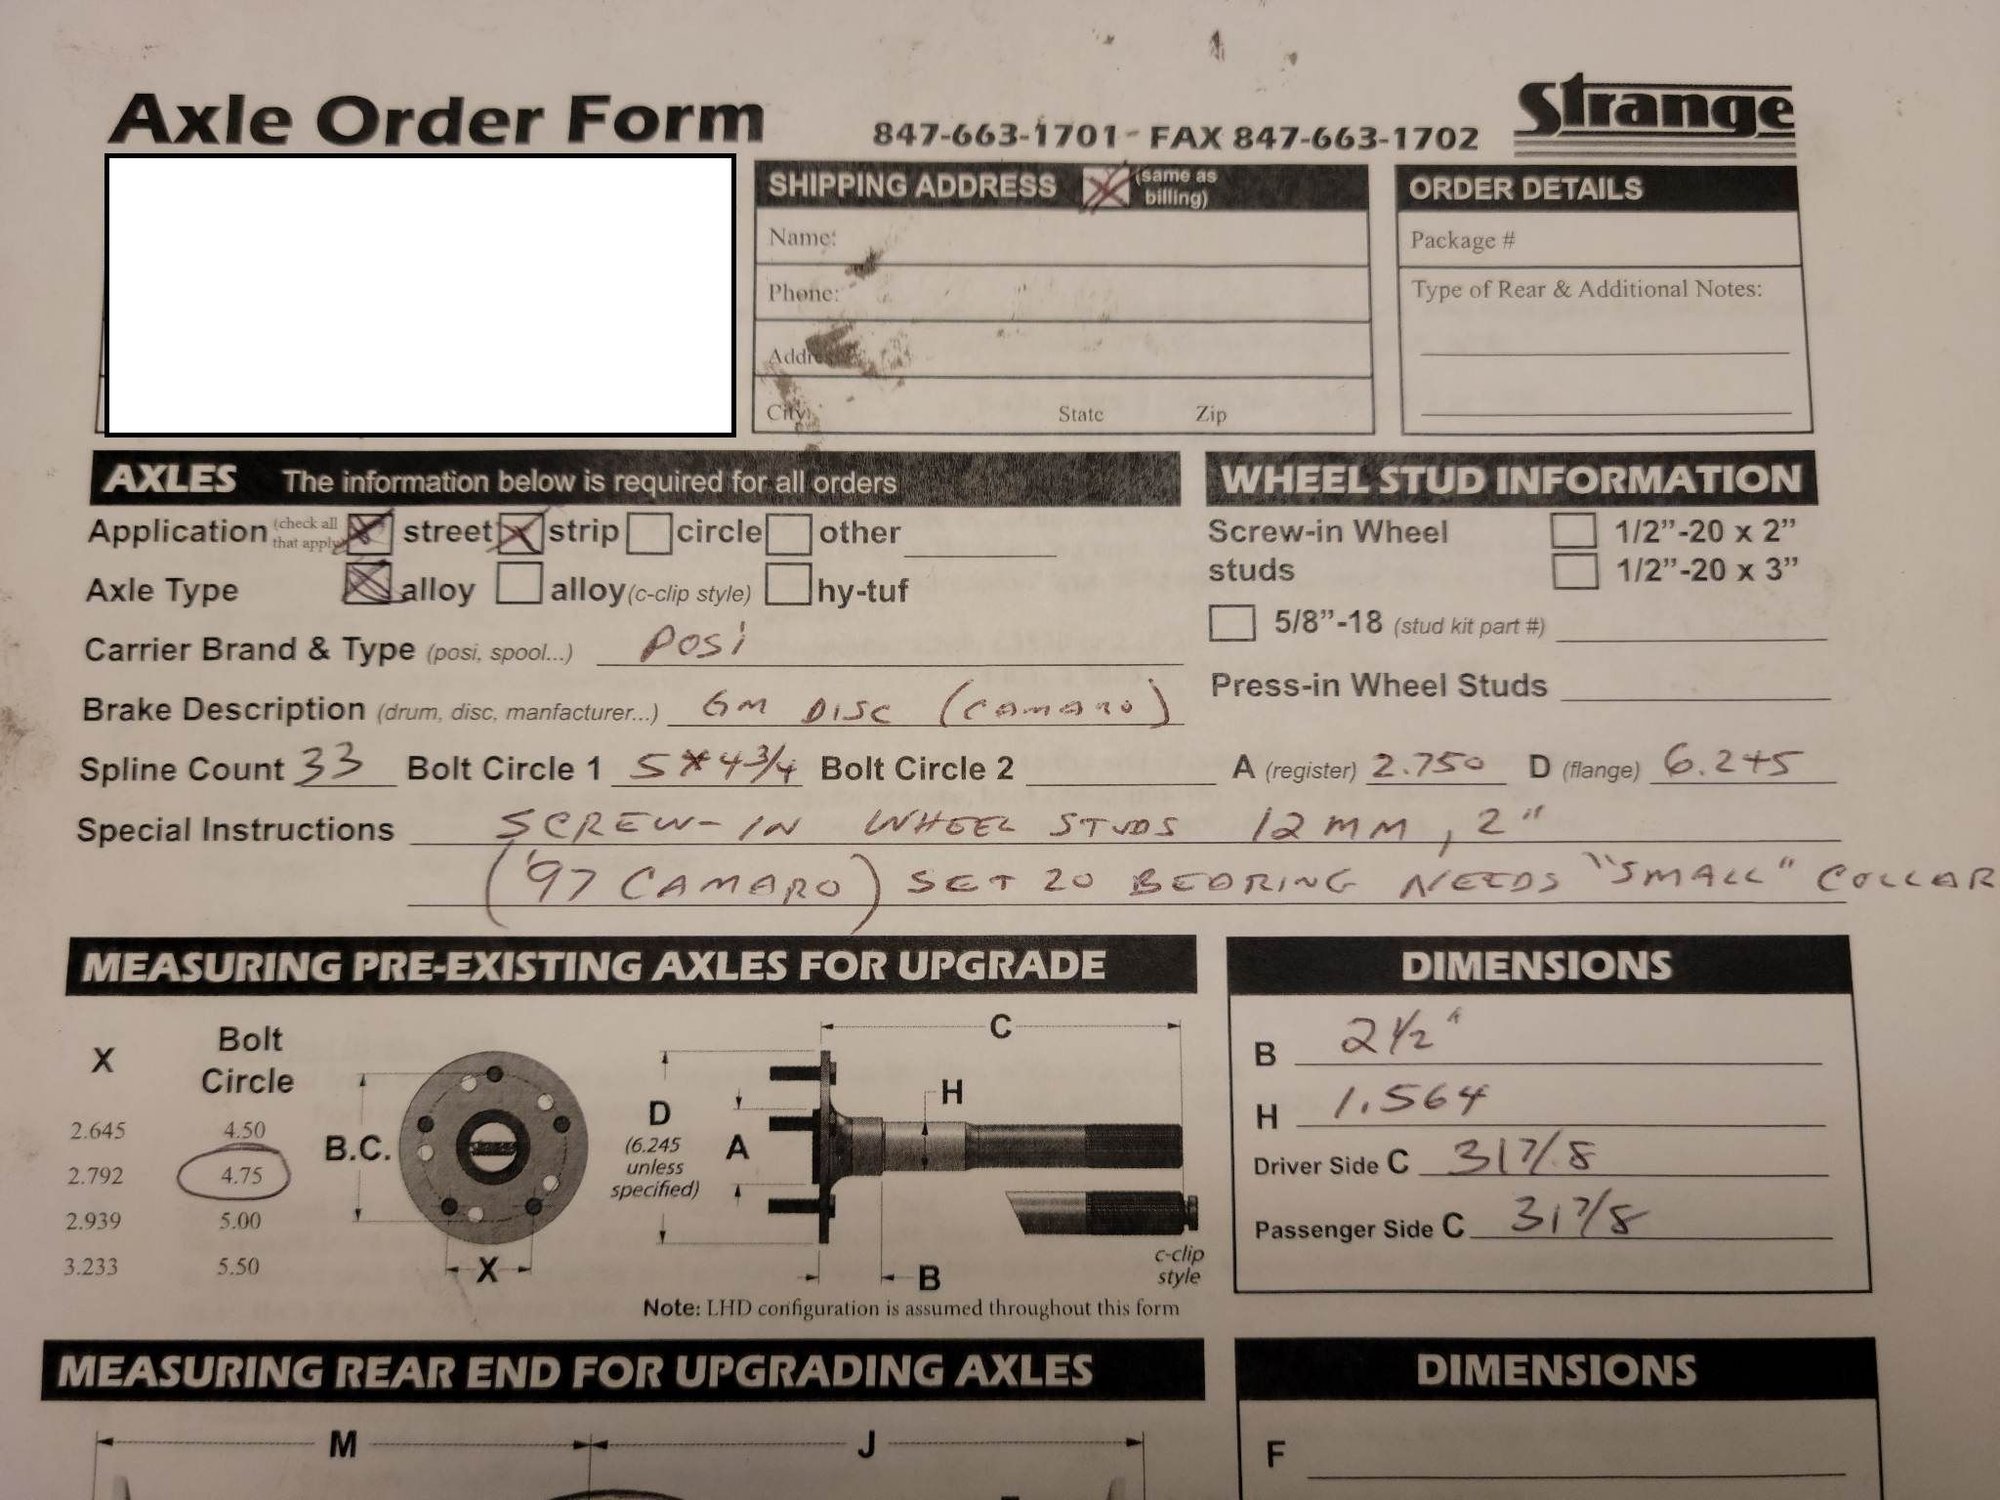 Axle Order Form
847-663-1701 - FAX 847-663-1702
Strange
SHIPPING ADDRESS (same as billing)
Name:
Phone:
Address
City: State Zip
ORDER DETAILS
Package #
Type of Rear & Additional Notes:
AXLES The information below is required for all orders
Application (check all that apply) street strip circle other
Axle Type alloy alloy (c-clip style) hy-tuf
Carrier Brand & Type (posi, spool...) POSI
Brake Description (drum, disc, manfacturer...) GM DISC (CAMARO)
WHEEL STUD INFORMATION
Screw-in Wheel studs
1/2"-20 x 2"
1/2"-20 x 3"
5/8"-18 (stud kit part #)
Press-in Wheel Studs
Spline Count 33 Bolt Circle 1 5x4 3/4 Bolt Circle 2 A (register) 2.750 D (flange) 6.245
Special Instructions SCREW-IN WHEEL STUDS 12MM, 2"
('97 CAMARO) SET 20 BEARING NEEDS "SMALL" COLLAR
MEASURING PRE-EXISTING AXLES FOR UPGRADE
X Bolt Circle
2.645 4.50
2.792 4.75
2.939 5.00
3.233 5.50
B.C.
X
D
(6.245 unless specified)
A
C
H
B
c-clip style
Note: LHD configuration is assumed throughout this form
DIMENSIONS
B 2 1/2"
H 1.564
Driver Side C 31 7/8
Passenger Side C 31 7/8
MEASURING REAR END FOR UPGRADING AXLES
M J
DIMENSIONS
F